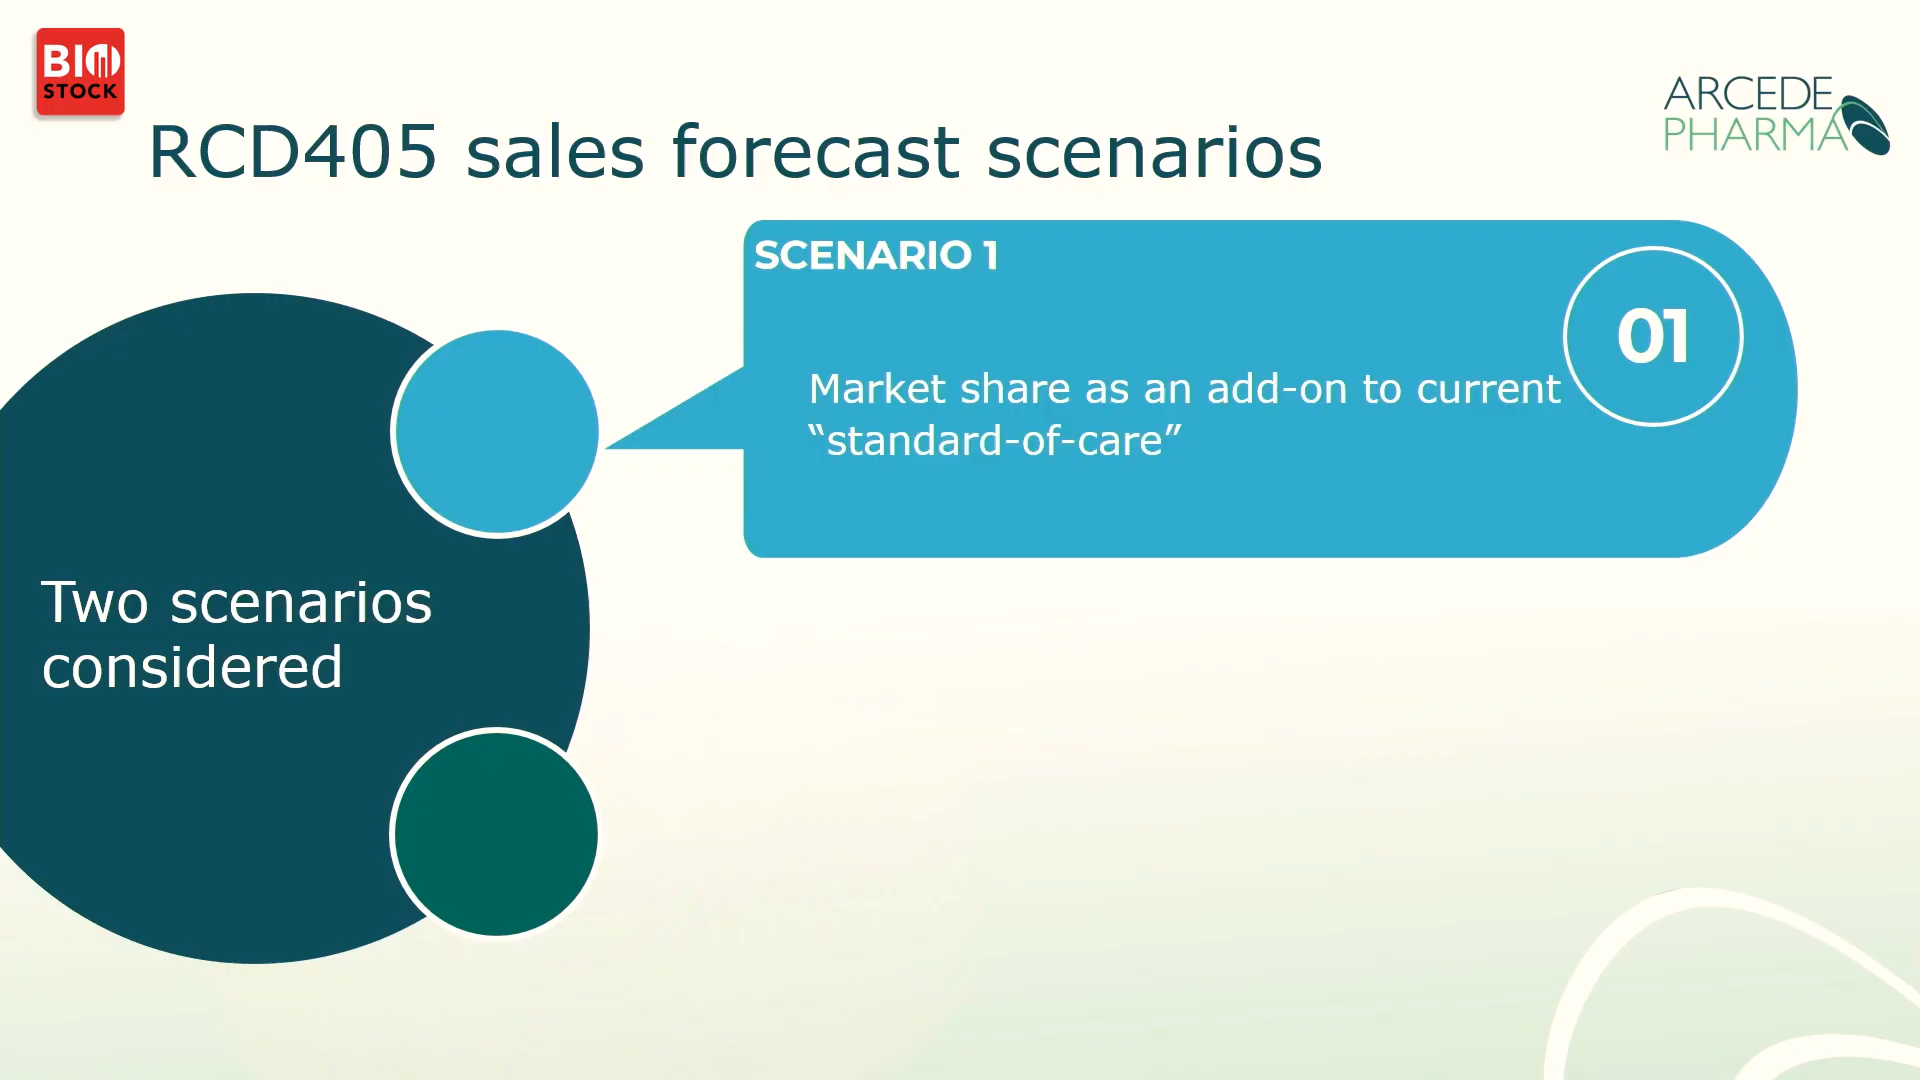 BIO
STOCK
RCD405 sales forecast scenarios
ARCEDE
PHARMA
SCENARIO 1
01
Market share as an add-on to current
“standard-of-care”
Two scenarios
considered